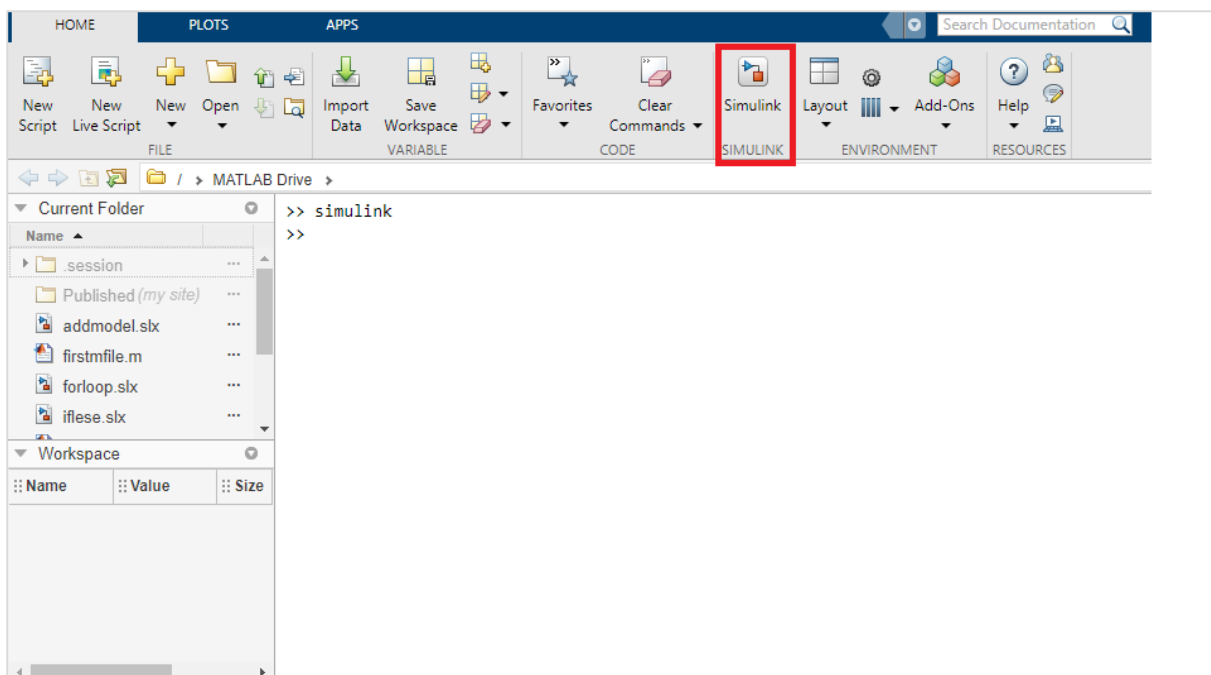 HOME PLOTS APPS Search Documentation
New Script New Live Script New Open Import Data Save Workspace Favorites Clear Commands Simulink Layout Add-Ons Help
FILE VARIABLE CODE SIMULINK ENVIRONMENT RESOURCES
/ > MATLAB Drive >
Current Folder
Name
.session
Published (my site)
addmodel.slx
firstmfile.m
forloop.slx
iflese.slx
Workspace
Name Value Size
>> simulink
>>